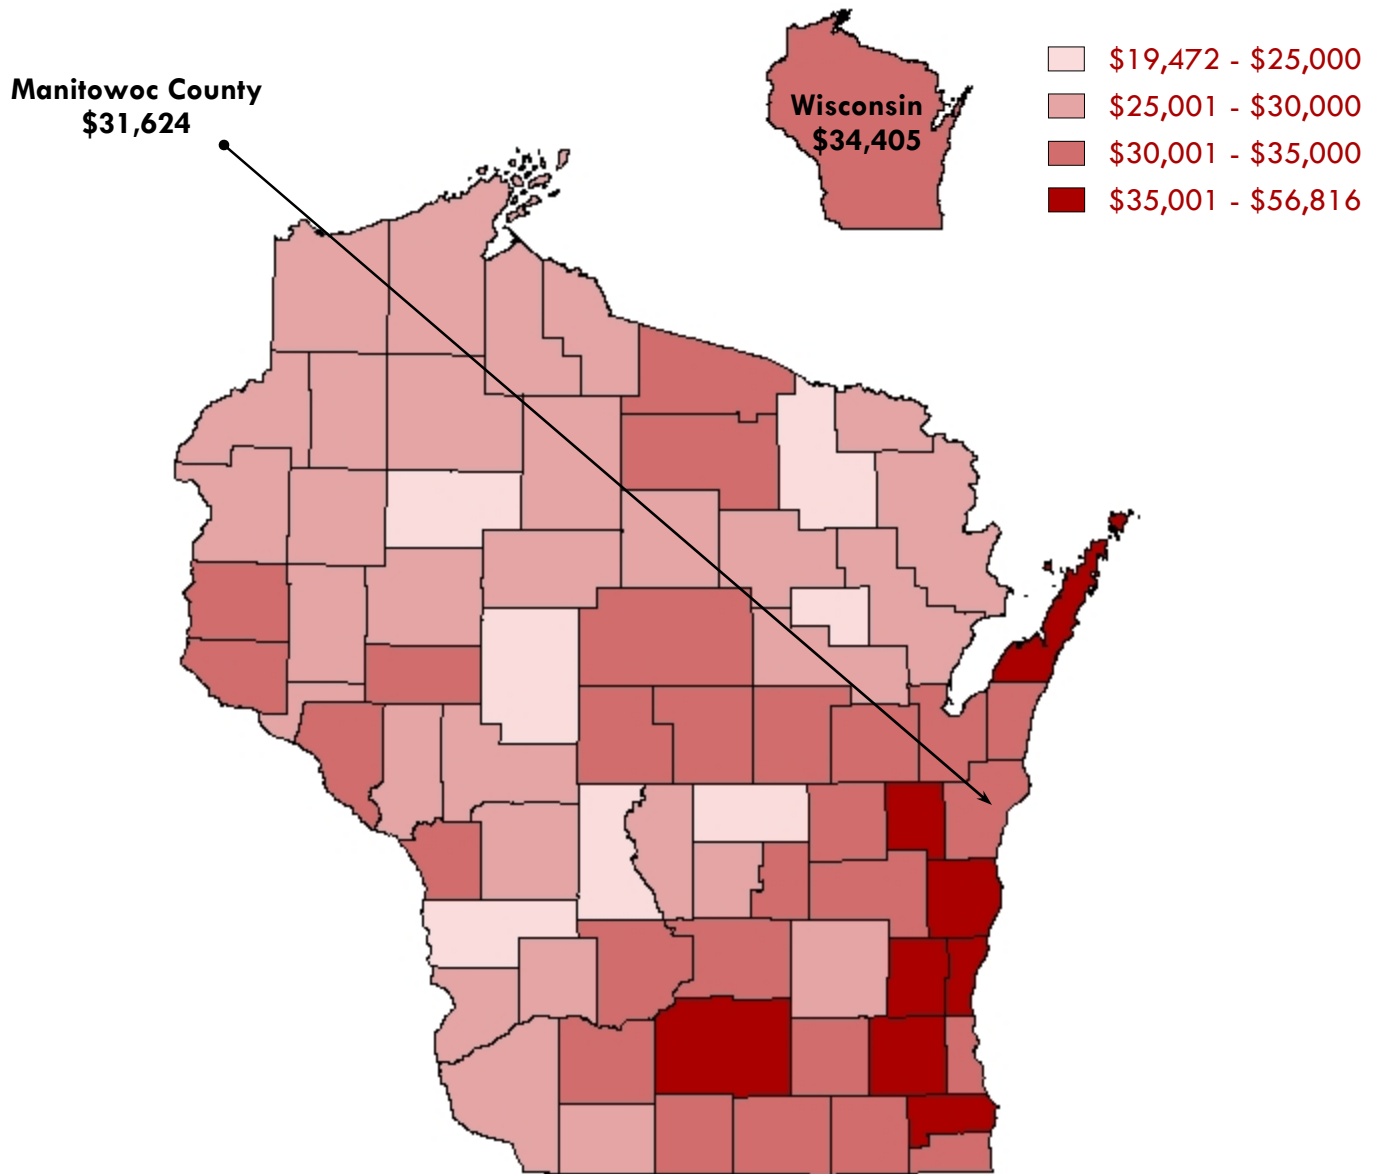 Manitowoc County
$31,624
Wisconsin
$34,405
$19,472 - $25,000
$25,001 - $30,000
$30,001 - $35,000
$35,001 - $56,816